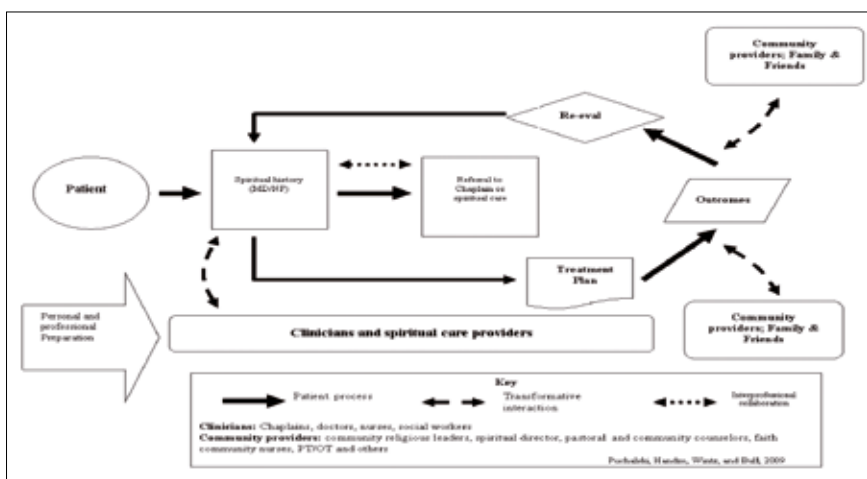 Community
providers; Family &
Friends
Re-eval
Patient
Spiritual history
(MD/NP)
Referral to
Chaplain or
spiritual care
Outcomes
Treatment
Plan
Personal and
professional
Preparation
Clinicians and spiritual care providers
Community
providers; Family &
Friends
Key
Patient process
Transformative
interaction
Interprofessional
collaboration
Clinicians: Chaplains, doctors, nurses, social workers
Community providers: community religious leaders, spiritual director, pastoral and community counselors, faith
community nurses, PT/OT and others
Puchalski, Handzo, Wintz, and Bull, 2009